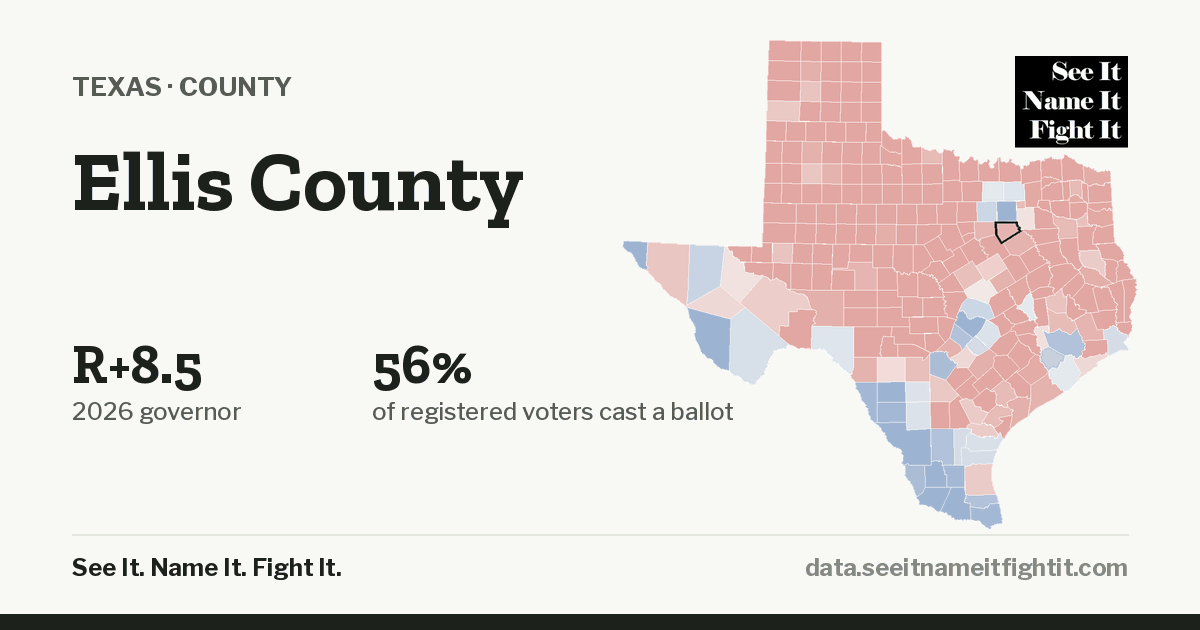 TEXAS · COUNTY
See It
Name It
Fight It
Ellis County
R+8.5
2026 governor
56%
of registered voters cast a ballot
See It. Name It. Fight It.
data.seeitnameitfightit.com